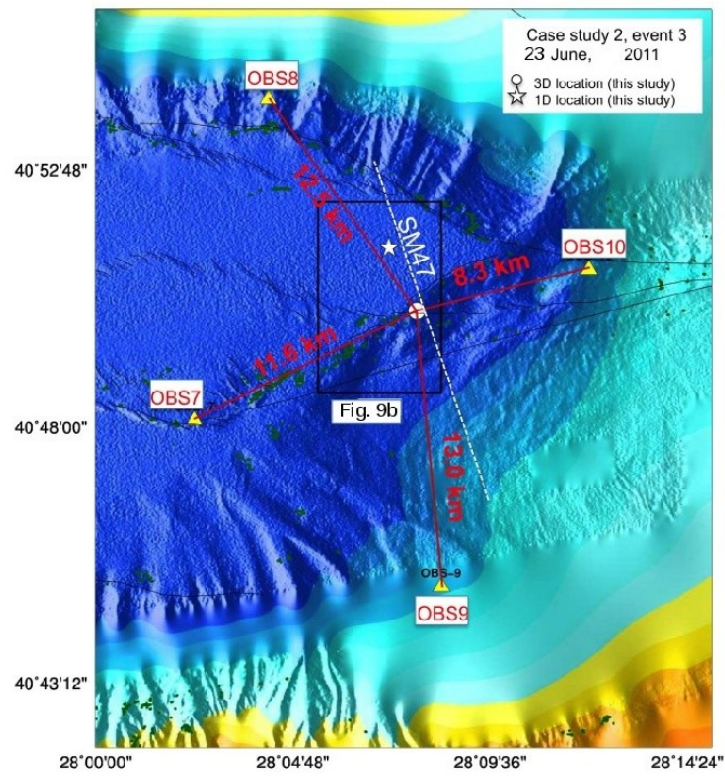 Case study 2, event 3
23 June, 2011
3D location (this study)
1D location (this study)
OBS8
40°52'48"
12.5 km
SM47
OBS10
8.3 km
11.6 km
OBS7
Fig. 9b
40°48'00"
13.0 km
OBS-9
OBS9
40°43'12"
28°00'00" 28°04'48" 28°09'36" 28°14'24"